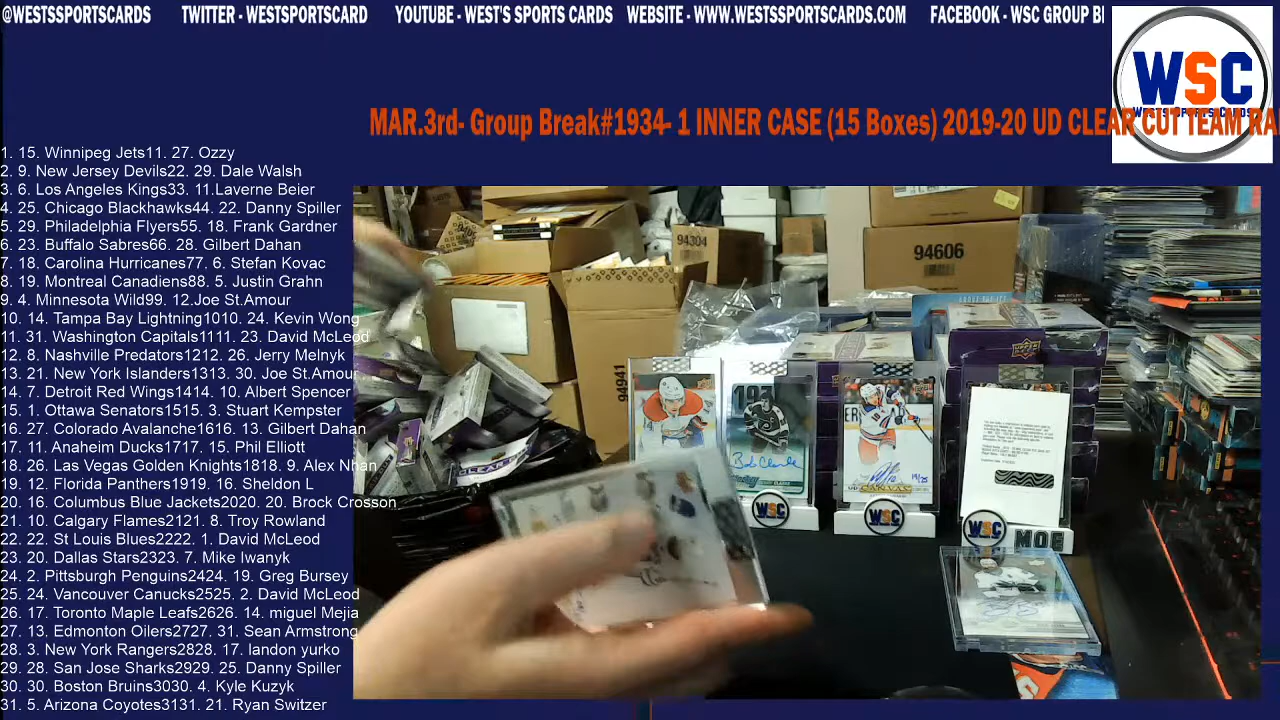 @WESTSSPORTSCARDS TWITTER - WESTSPORTSCARD YOUTUBE - WEST'S SPORTS CARDS WEBSITE - WWW.WESTSSPORTSCARDS.COM FACEBOOK - WSC GROUP
WSC
MAR.3rd- Group Break#1934- 1 INNER CASE (15 Boxes) 2019-20 UD CLEAR CUT TEAM
1. 15. Winnipeg Jets11. 27. Ozzy
2. 9. New Jersey Devils22. 29. Dale Walsh
3. 6. Los Angeles Kings33. 11.Laverne Beier
4. 25. Chicago Blackhawks44. 22. Danny Spiller
5. 29. Philadelphia Flyers55. 18. Frank Gardner
6. 23. Buffalo Sabres66. 28. Gilbert Dahan
7. 18. Carolina Hurricanes77. 6. Stefan Kovac
8. 19. Montreal Canadiens88. 5. Justin Grahn
9. 4. Minnesota Wild99. 12.Joe St.Amour
10. 14. Tampa Bay Lightning1010. 24. Kevin Wong
11. 31. Washington Capitals1111. 23. David McLeod
12. 8. Nashville Predators1212. 26. Jerry Melnyk
13. 21. New York Islanders1313. 30. Joe St.Amour
14. 7. Detroit Red Wings1414. 10. Albert Spencer
15. 1. Ottawa Senators1515. 3. Stuart Kempster
16. 27. Colorado Avalanche1616. 13. Gilbert Dahan
17. 11. Anaheim Ducks1717. 15. Phil Ellis
18. 26. Las Vegas Golden Knights1818. 9. Alex Nhan
19. 12. Florida Panthers1919. 16. Sheldon L
20. 16. Columbus Blue Jackets2020. 20. Brock Crosson
21. 10. Calgary Flames2121. 8. Troy Rowland
22. 22. St Louis Blues2222. 1. David McLeod
23. 20. Dallas Stars2323. 7. Mike Iwanyk
24. 2. Pittsburgh Penguins2424. 19. Greg Bursey
25. 24. Vancouver Canucks2525. 2. David McLeod
26. 17. Toronto Maple Leafs2626. 14. miguel Mejia
27. 13. Edmonton Oilers2727. 31. Sean Armstrong
28. 3. New York Rangers2828. 17. landon yurko
29. 28. San Jose Sharks2929. 25. Danny Spiller
30. 30. Boston Bruins3030. 4. Kyle Kuzyk
31. 5. Arizona Coyotes3131. 21. Ryan Switzer
94304
94606
94941
197
CANVAS
19/25
WSC
WSC
WSC
MOE